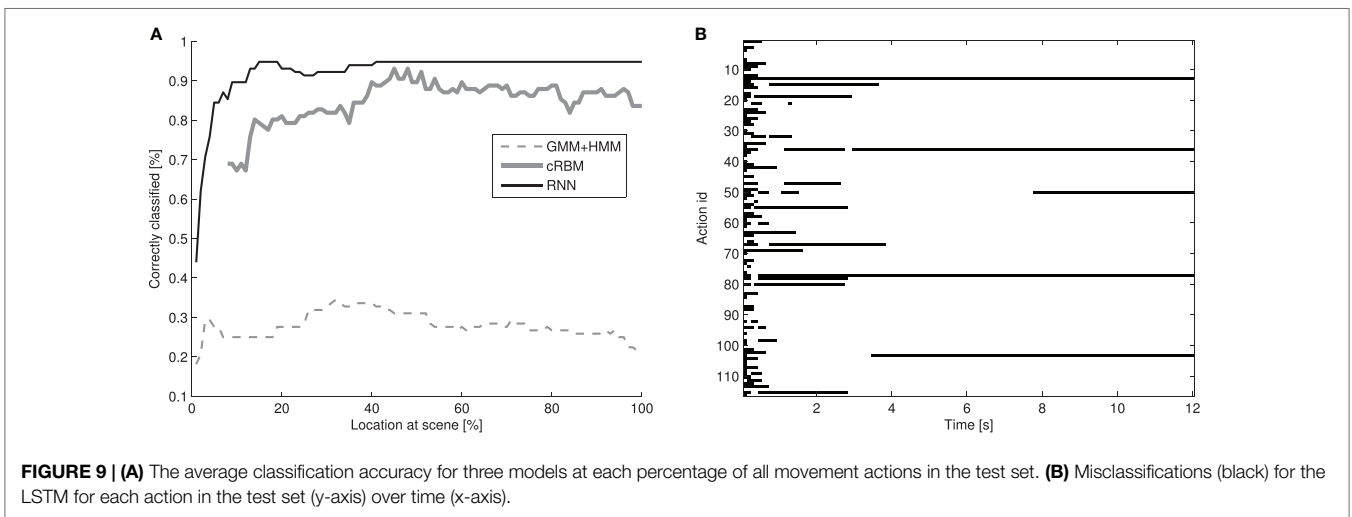 A
1
0.9
0.8
0.7
0.6
0.5
0.4
0.3
0.2
0.1
Correctly classified [%]
GMM+HMM
cRBM
RNN
0 20 40 60 80 100
Location at scene [%]
B
10
20
30
40
50
60
70
80
90
100
110
Action id
2 4 6 8 10 12
Time [s]
FIGURE 9 | (A) The average classification accuracy for three models at each percentage of all movement actions in the test set. (B) Misclassifications (black) for the
LSTM for each action in the test set (y-axis) over time (x-axis).